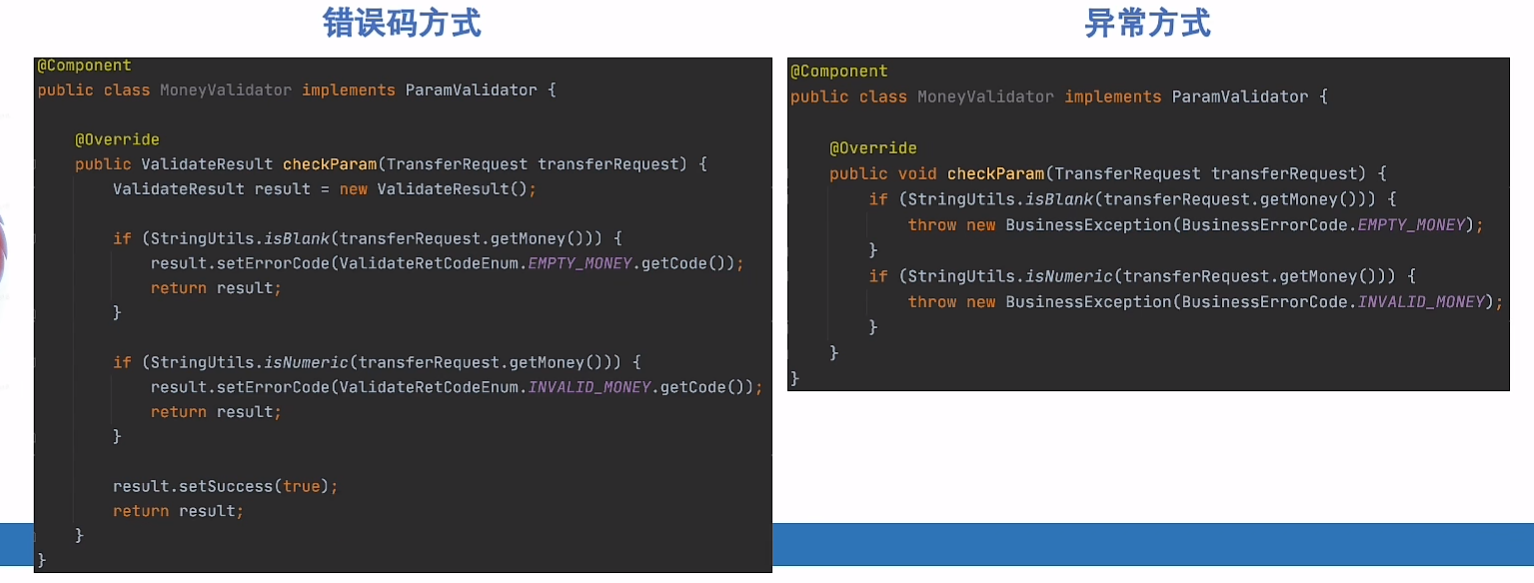 错误码方式
@Component
public class MoneyValidator implements ParamValidator {
@Override
public ValidateResult checkParam(TransferRequest transferRequest) {
ValidateResult result = new ValidateResult();
if (StringUtils.isBlank(transferRequest.getMoney())) {
result.setErrorCode(ValidateRetCodeEnum.EMPTY_MONEY.getCode());
return result;
}
if (StringUtils.isNumeric(transferRequest.getMoney())) {
result.setErrorCode(ValidateRetCodeEnum.INVALID_MONEY.getCode());
return result;
}
result.setSuccess(true);
return result;
}
}
异常方式
@Component
public class MoneyValidator implements ParamValidator {
@Override
public void checkParam(TransferRequest transferRequest) {
if (StringUtils.isBlank(transferRequest.getMoney())) {
throw new BusinessException(BusinessErrorCode.EMPTY_MONEY);
}
if (StringUtils.isNumeric(transferRequest.getMoney())) {
throw new BusinessException(BusinessErrorCode.INVALID_MONEY);
}
}
}